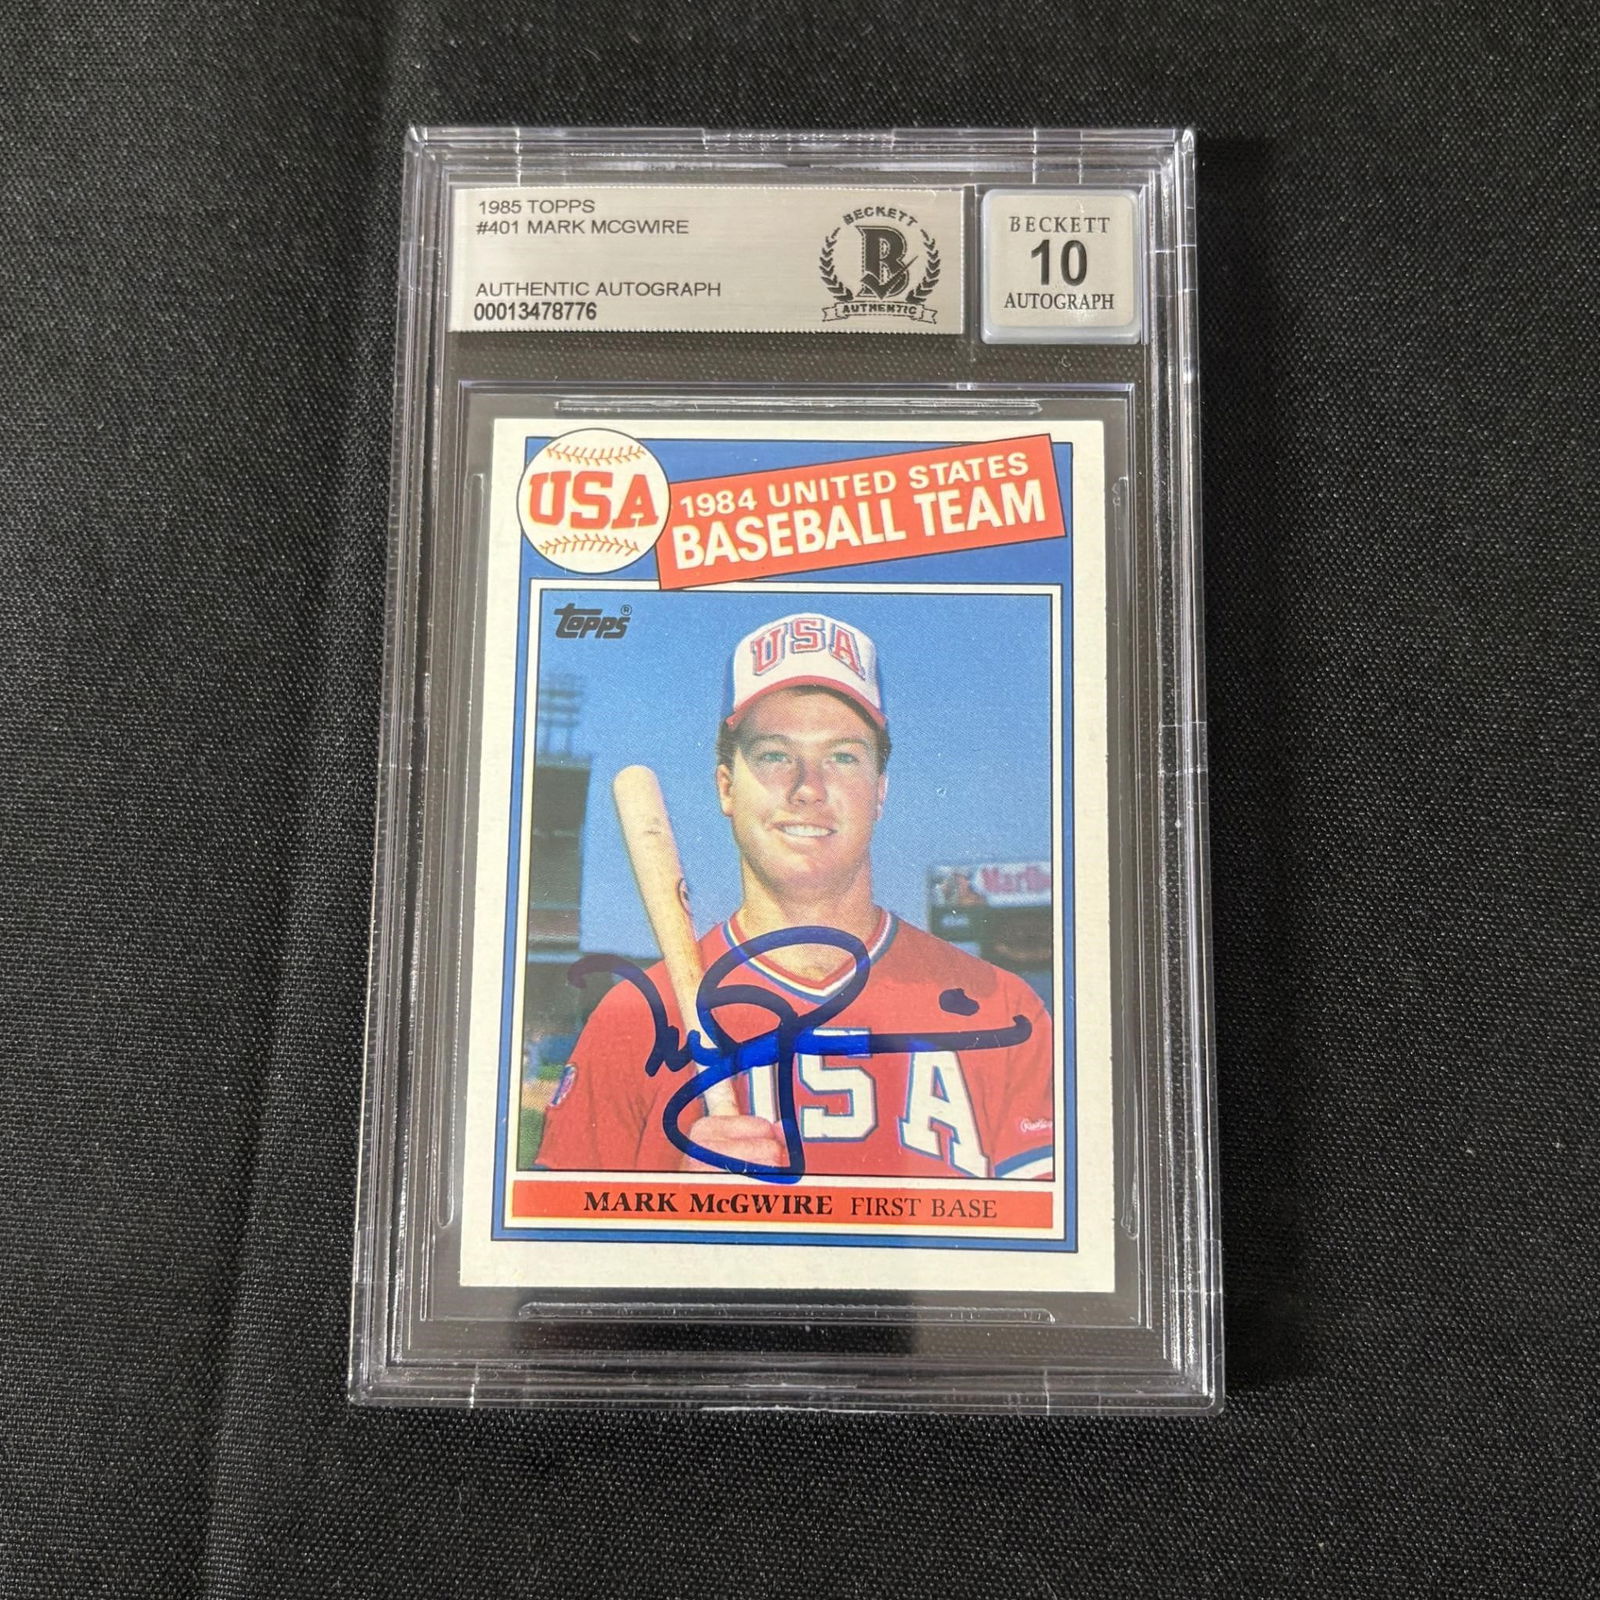 1985 TOPPS
#401 MARK MCGWIRE
AUTHENTIC AUTOGRAPH
00013478776
BECKETT
B
AUTHENTIC
BECKETT
10
AUTOGRAPH
USA
1984 UNITED STATES
BASEBALL TEAM
topps®
USA
Marlb
USA
MARK McGWIRE FIRST BASE